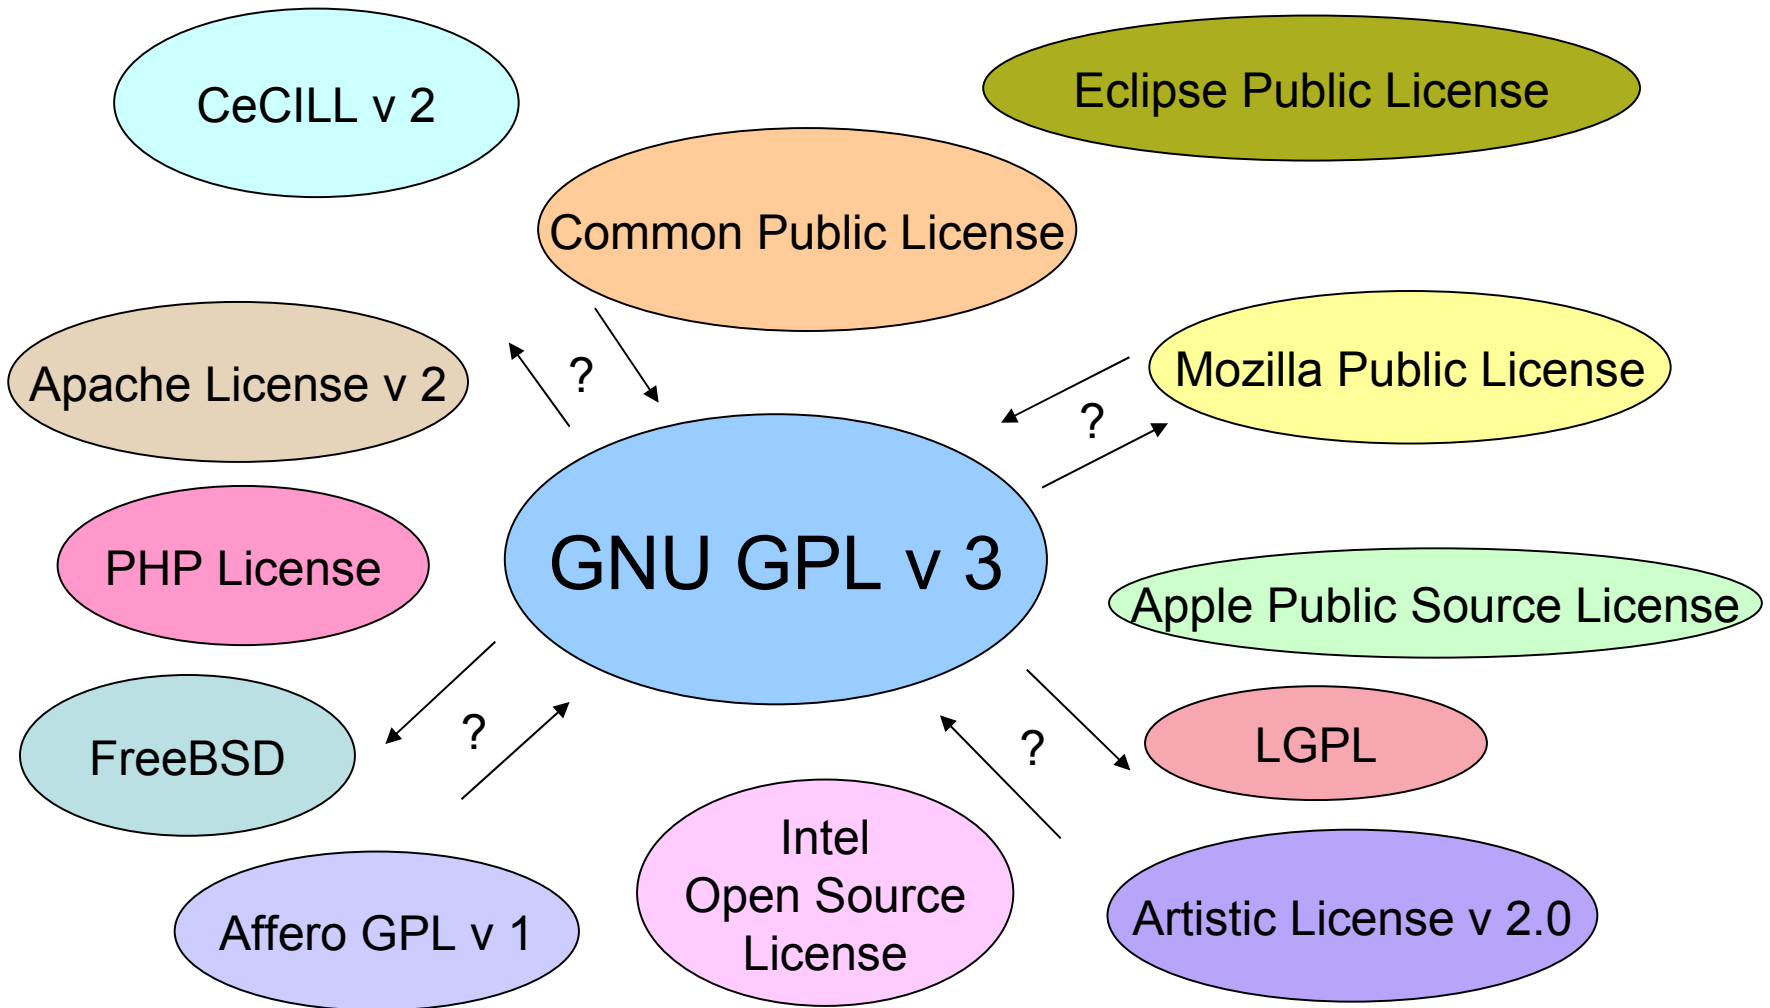 CeCILL v 2
Eclipse Public License
Common Public License
Apache License v 2
?
Mozilla Public License
?
PHP License
GNU GPL v 3
Apple Public Source License
FreeBSD
?
?
LGPL
Affero GPL v 1
Intel
Open Source
License
Artistic License v 2.0